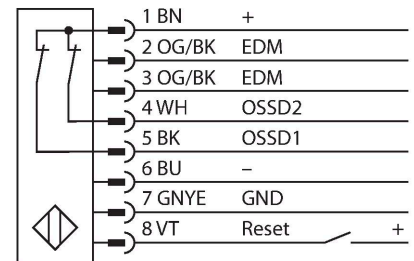 1 BN +
2 OG/BK EDM
3 OG/BK EDM
4 WH OSSD2
5 BK OSSD1
6 BU –
7 GNYE GND
8 VT Reset +